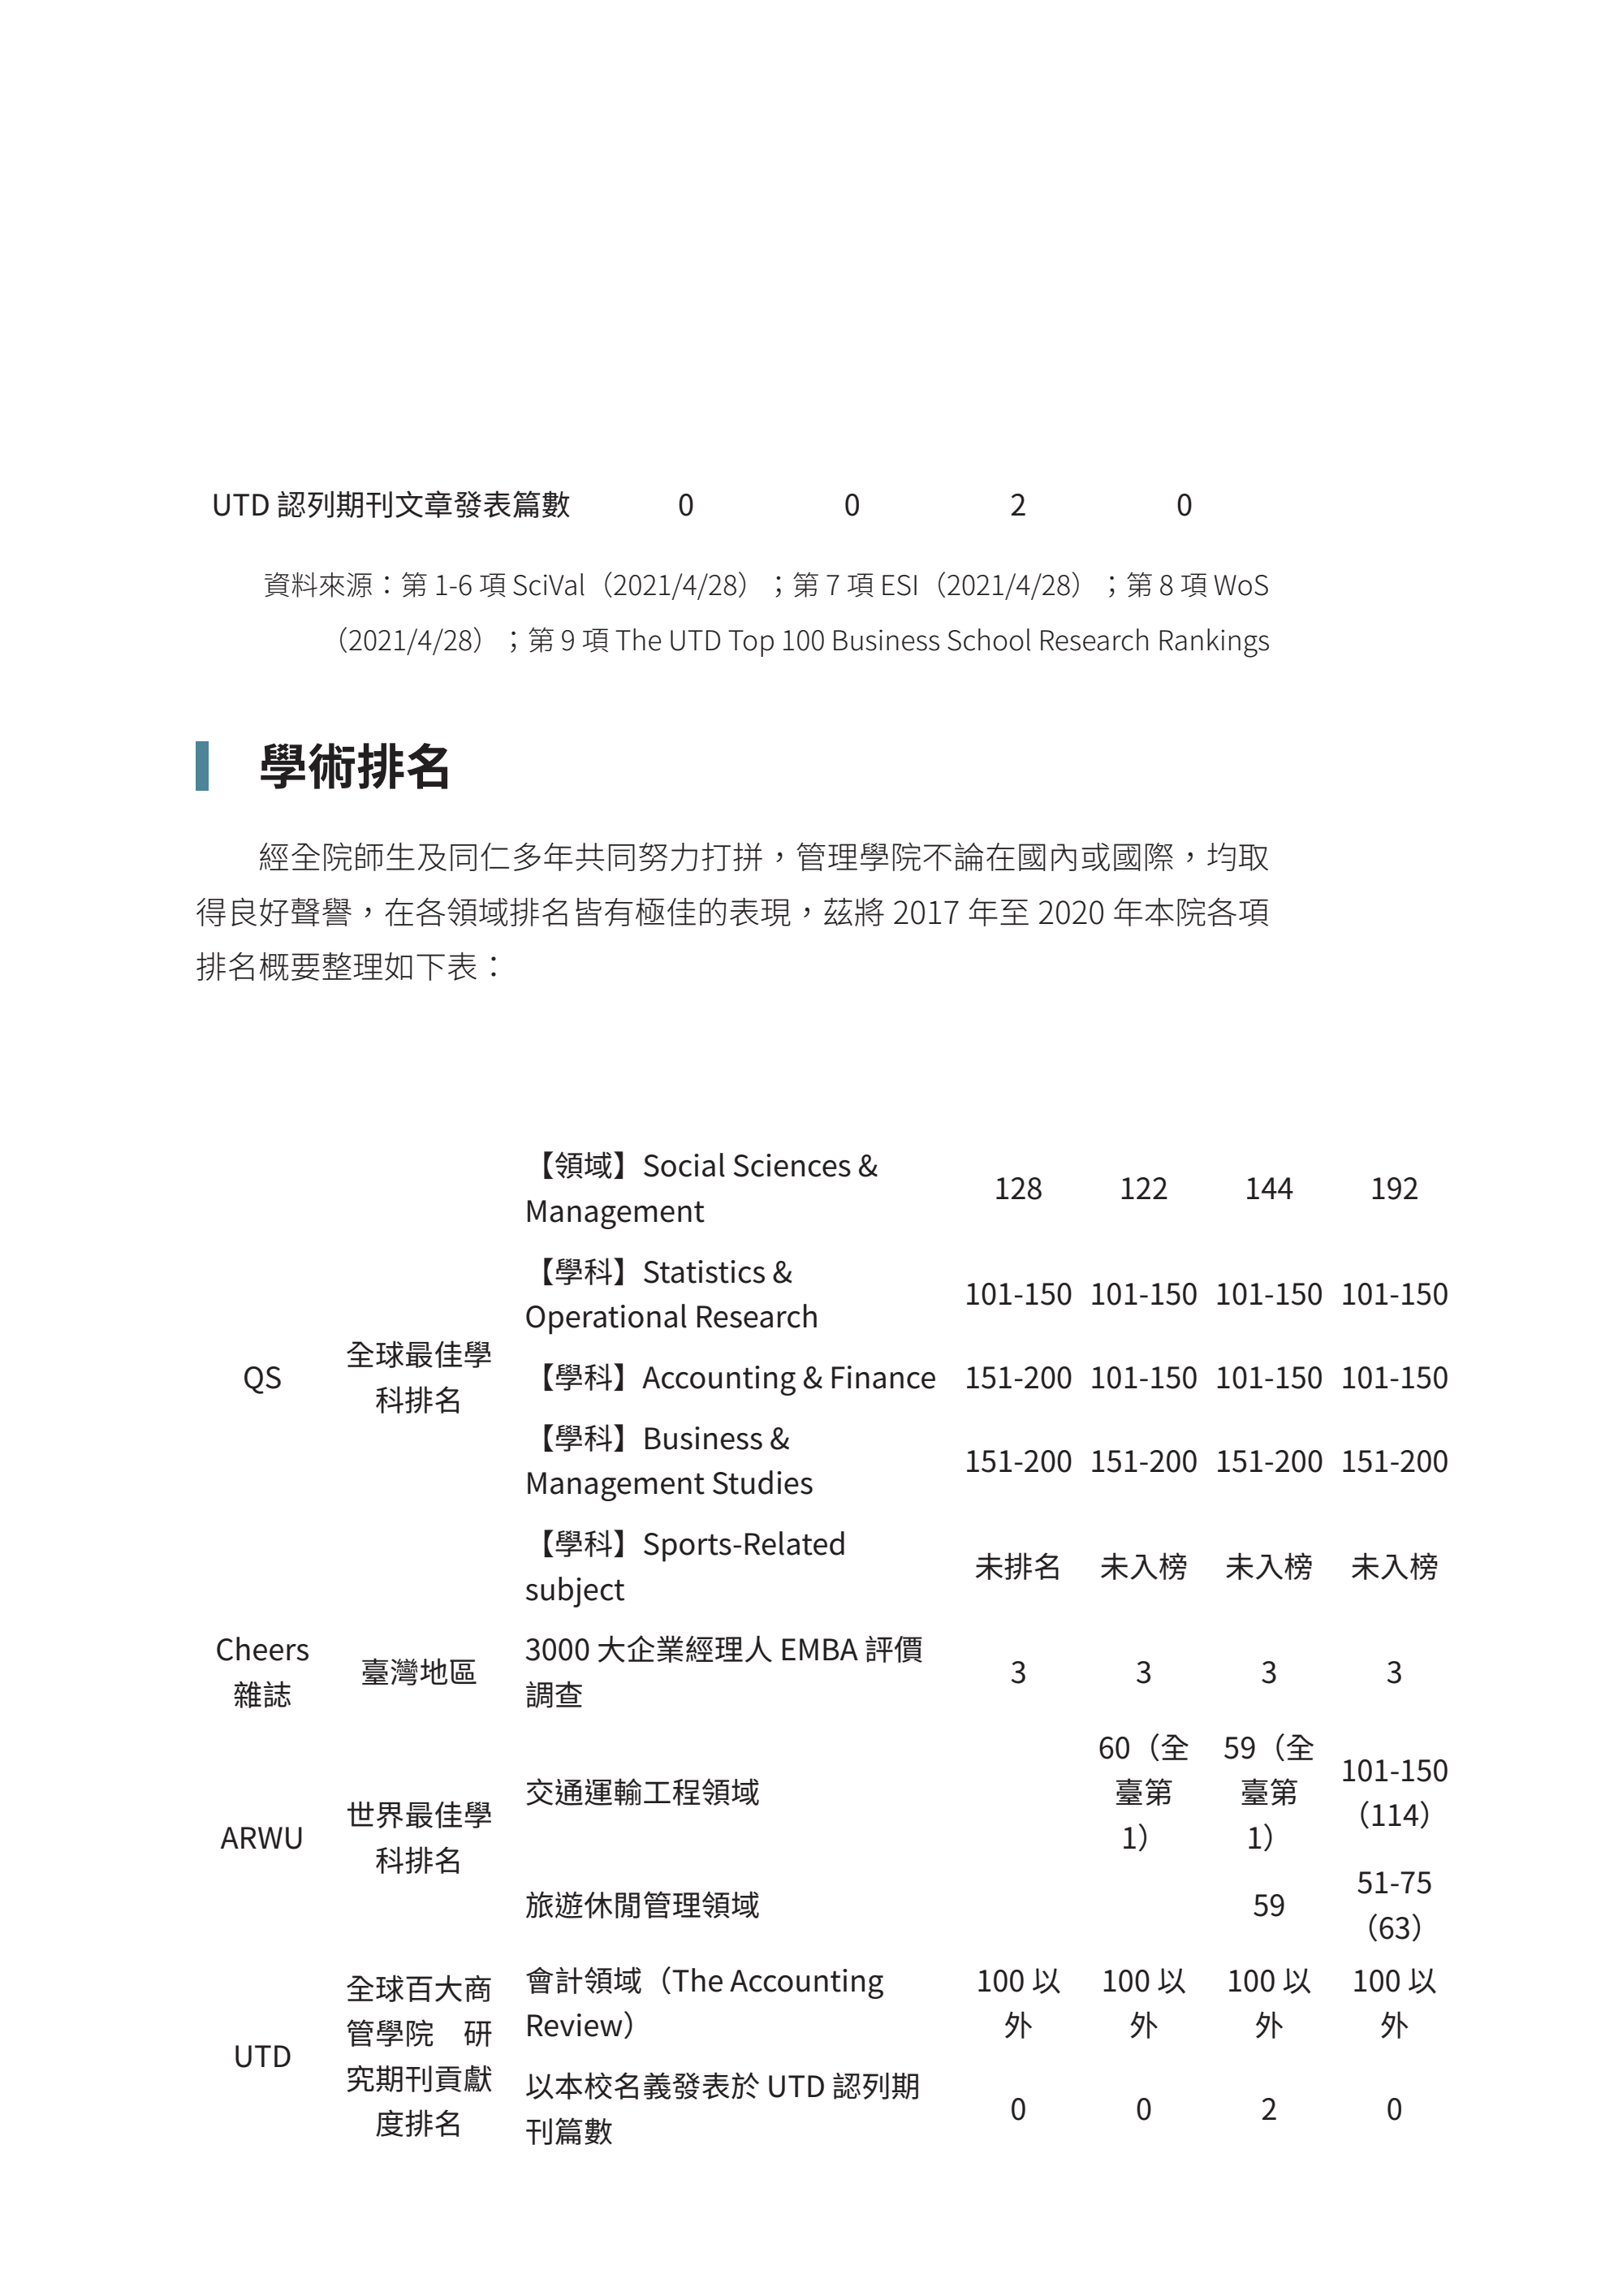 UTD 認列期刊文章發表篇數 0 0 2 0
資料來源：第 1-6 項 SciVal（2021/4/28）；第 7 項 ESI（2021/4/28）；第 8 項 WoS
（2021/4/28）；第 9 項 The UTD Top 100 Business School Research Rankings
學術排名
經全院師生及同仁多年共同努力打拼，管理學院不論在國內或國際，均取
得良好聲譽，在各領域排名皆有極佳的表現，茲將 2017 年至 2020 年本院各項
排名概要整理如下表：
QS
全球最佳學
科排名
【領域】Social Sciences &
Management
128 122 144 192
【學科】Statistics &
Operational Research
101-150 101-150 101-150 101-150
【學科】Accounting & Finance 151-200 101-150 101-150 101-150
【學科】Business &
Management Studies
151-200 151-200 151-200 151-200
【學科】Sports-Related
subject
未排名 未入榜 未入榜 未入榜
Cheers
雜誌
臺灣地區
3000 大企業經理人 EMBA 評價
調查
3 3 3 3
ARWU
世界最佳學
科排名
交通運輸工程領域
60（全
臺第
1）
59（全
臺第
1）
101-150
（114）
旅遊休閒管理領域
59
51-75
（63）
UTD
全球百大商
管學院　研
究期刊貢獻
度排名
會計領域（The Accounting
Review）
100 以
外
100 以
外
100 以
外
100 以
外
以本校名義發表於 UTD 認列期
刊篇數
0 0 2 0